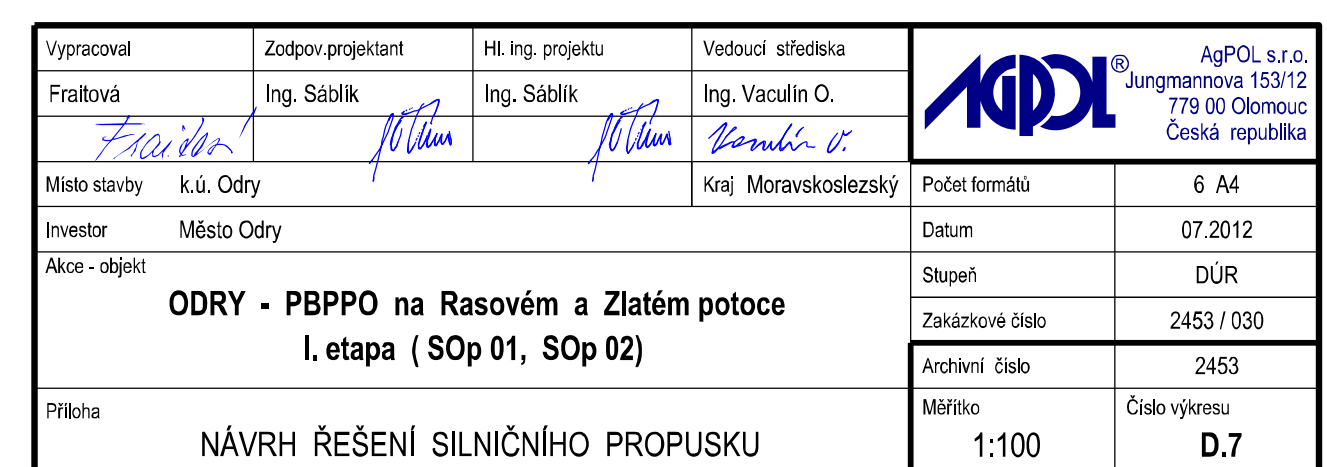 Vypracoval Zodpov.projektant Hl. ing. projektu Vedoucí střediska
Fraitová Ing. Sáblík Ing. Sáblík Ing. Vaculín O.
AGPOL®
AgPOL s.r.o.
Jungmannova 153/12
779 00 Olomouc
Česká republika
Místo stavby k.ú. Odry Kraj Moravskoslezský Počet formátů 6 A4
Investor Město Odry Datum 07.2012
Akce - objekt
ODRY - PBPPO na Rasovém a Zlatém potoce
I. etapa ( SOp 01, SOp 02)
Stupeň DÚR
Zakázkové číslo 2453 / 030
Archivní číslo 2453
Příloha
NÁVRH ŘEŠENÍ SILNIČNÍHO PROPUSKU
Měřítko Číslo výkresu
1:100 D.7